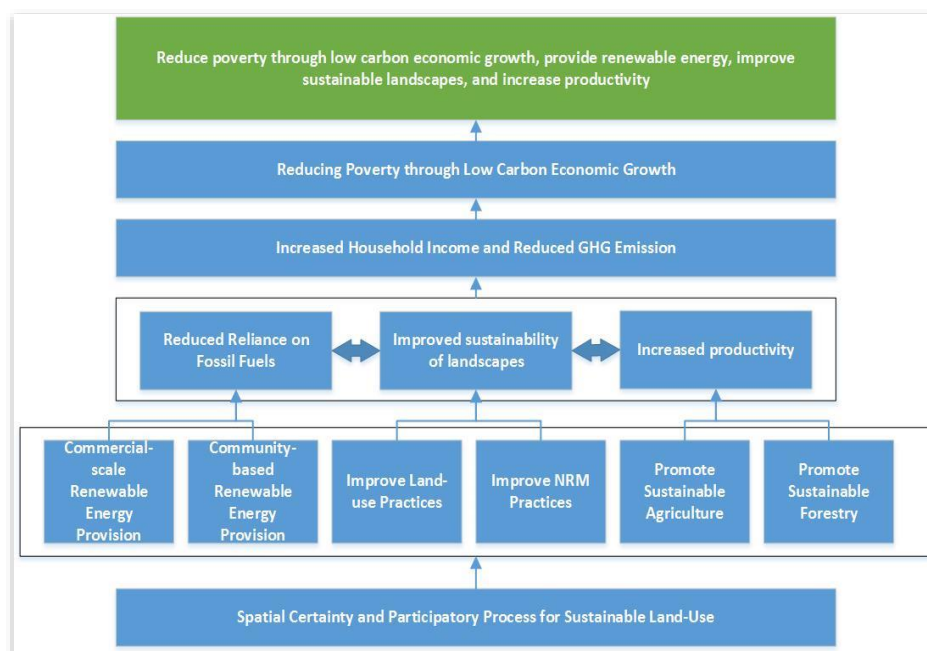 Reduce poverty through low carbon economic growth, provide renewable energy, improve
sustainable landscapes, and increase productivity
Reducing Poverty through Low Carbon Economic Growth
Increased Household Income and Reduced GHG Emission
Reduced Reliance on
Fossil Fuels
Improved sustainability
of landscapes
Increased productivity
Commercial-
scale
Renewable
Energy
Provision
Community-
based
Renewable
Energy
Provision
Improve Land-
use Practices
Improve NRM
Practices
Promote
Sustainable
Agriculture
Promote
Sustainable
Forestry
Spatial Certainty and Participatory Process for Sustainable Land-Use